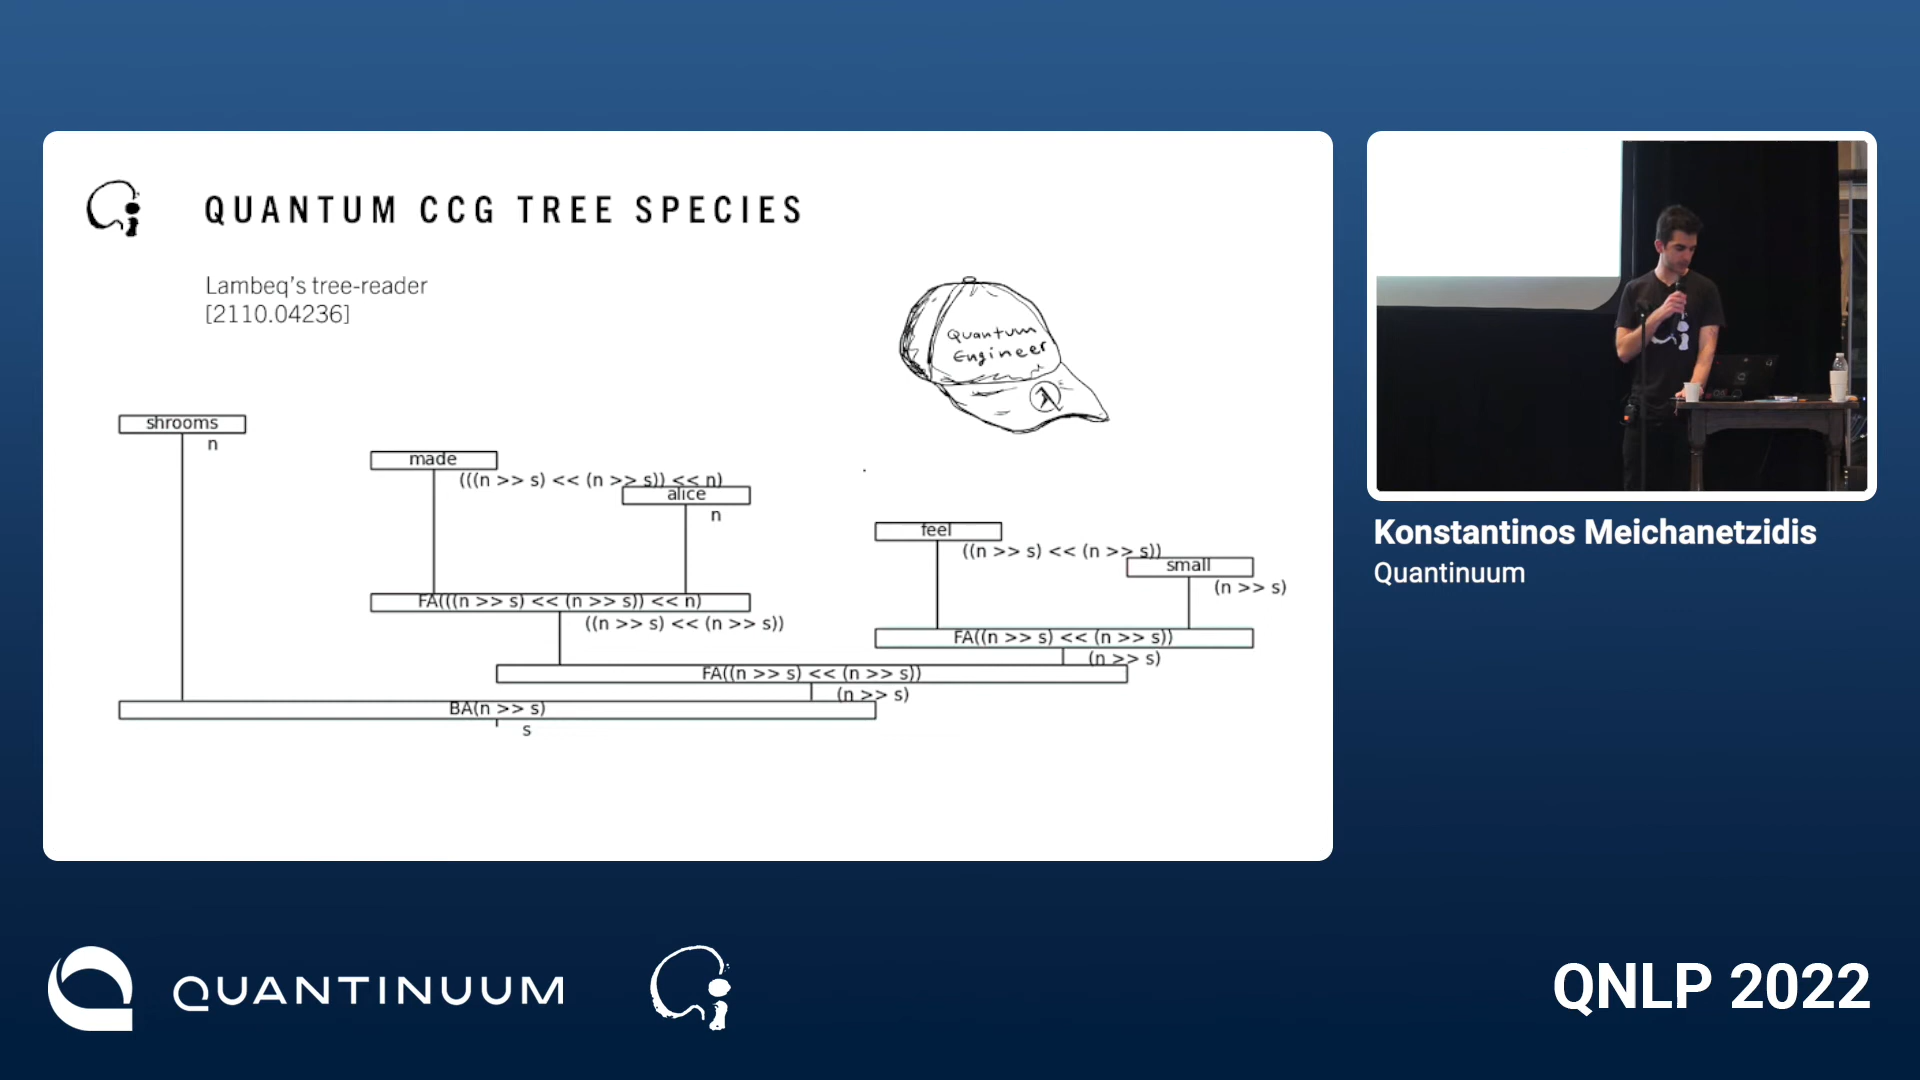 QUANTUM CCG TREE SPECIES
Lambeq's tree-reader
[2110.04236]
Quantum
Engineer
λ
shrooms
n
made
(((n >> s) << (n >> s)) << n)
alice
n
feel
((n >> s) << (n >> s))
small
(n >> s)
FA(((n >> s) << (n >> s)) << n)
((n >> s) << (n >> s))
FA((n >> s) << (n >> s))
(n >> s)
FA((n >> s) << (n >> s))
(n >> s)
BA(n >> s)
s
Konstantinos Meichanetzidis
Quantinuum
QUANTINUUM
QNLP 2022